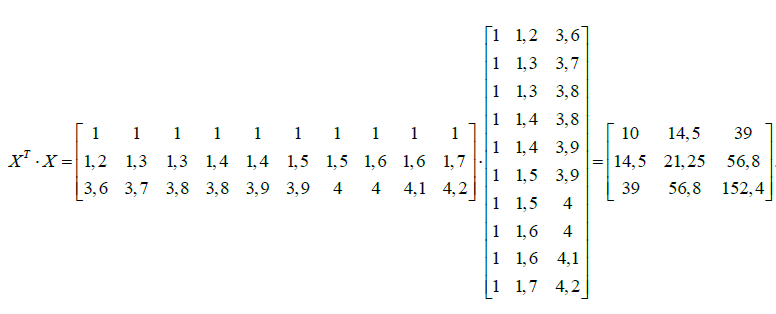 1 1,2 3,6
1 1,3 3,7
1 1,3 3,8
1 1,4 3,8
1 1,4 3,9
1 1,5 3,9
1 1,5 4
1 1,6 4
1 1,6 4,1
1 1,7 4,2
X^T · X = [1 1 1 1 1 1 1 1 1 1
1,2 1,3 1,3 1,4 1,4 1,5 1,5 1,6 1,6 1,7
3,6 3,7 3,8 3,8 3,9 3,9 4 4 4,1 4,2] ·
= [10 14,5 39
14,5 21,25 56,8
39 56,8 152,4].